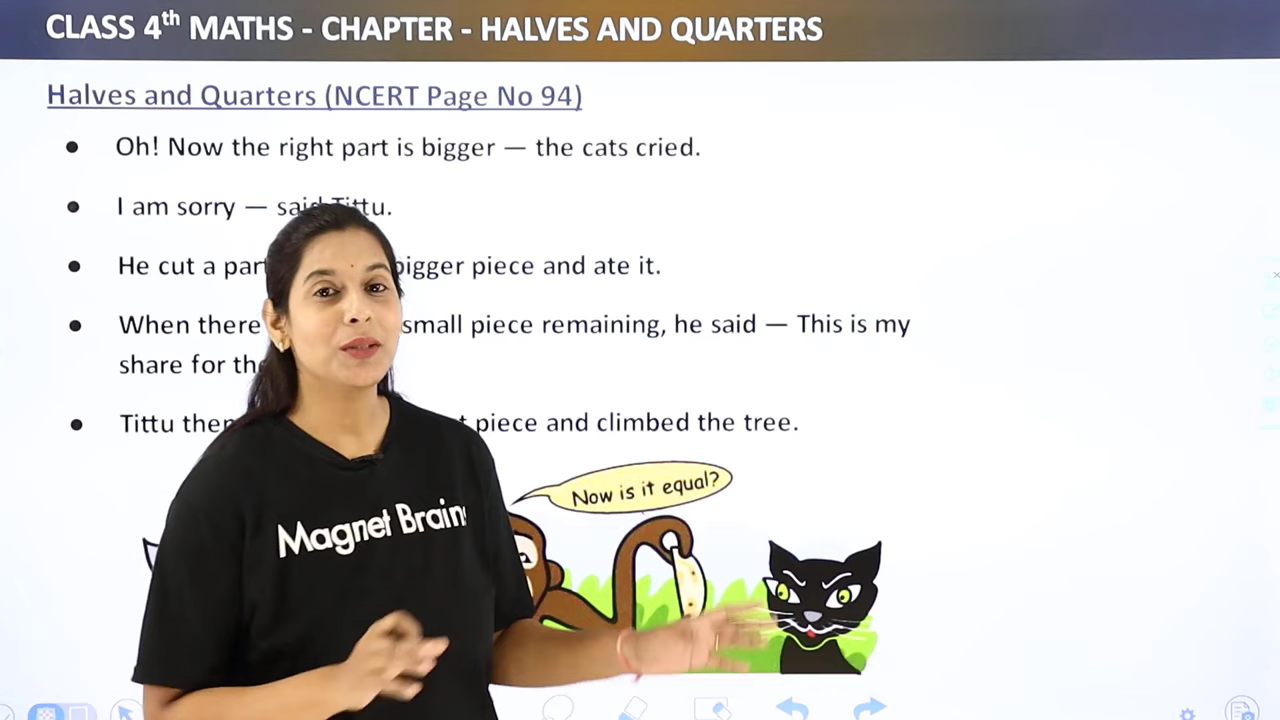 CLASS 4th MATHS - CHAPTER - HALVES AND QUARTERS
Halves and Quarters (NCERT Page No 94)
● Oh! Now the right part is bigger — the cats cried.
● I am sorry — said Tittu.
● He cut a part bigger piece and ate it.
● When there small piece remaining, he said — This is my
share for the
● Tittu then piece and climbed the tree.
Now is it equal?
Magnet Brains